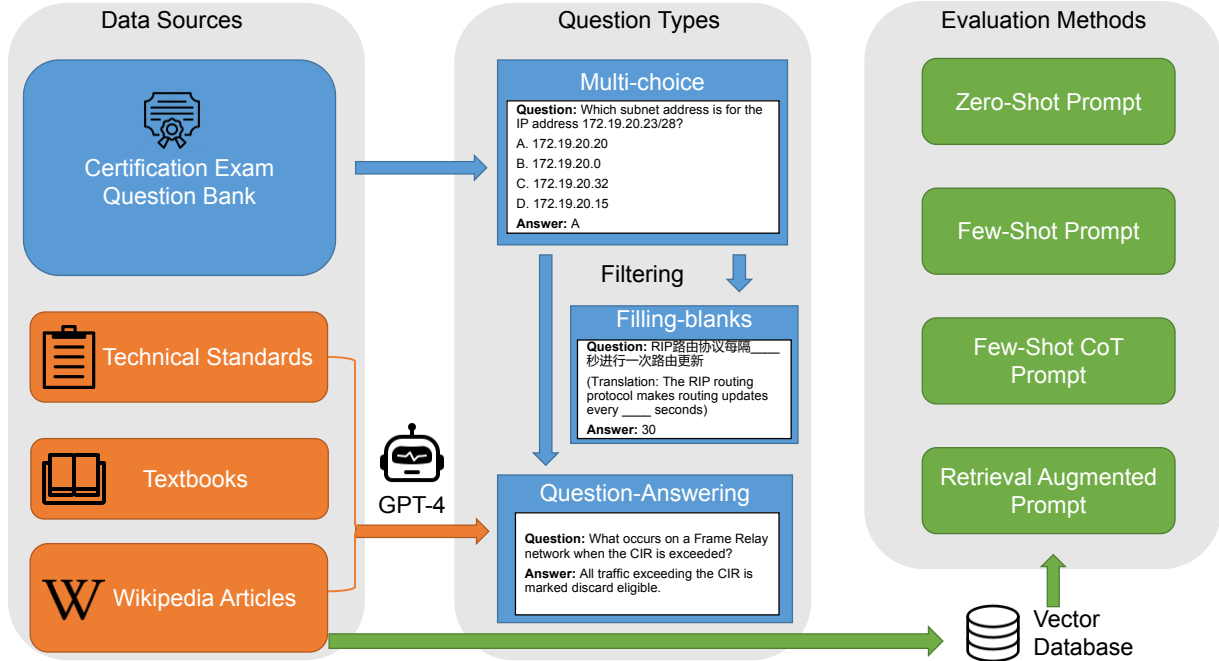 Data Sources
Certification Exam
Question Bank
Technical Standards
Textbooks
W
Wikipedia Articles
GPT-4
Question Types
Multi-choice
Question: Which subnet address is for the
IP address 172.19.20.23/28?
A. 172.19.20.20
B. 172.19.20.0
C. 172.19.20.32
D. 172.19.20.15
Answer: A
Filtering
Filling-blanks
Question: RIP路由协议每隔____
秒进行一次路由更新
(Translation: The RIP routing
protocol makes routing updates
every ____ seconds)
Answer: 30
Question-Answering
Question: What occurs on a Frame Relay
network when the CIR is exceeded?
Answer: All traffic exceeding the CIR is
marked discard eligible.
Evaluation Methods
Zero-Shot Prompt
Few-Shot Prompt
Few-Shot CoT
Prompt
Retrieval Augmented
Prompt
Vector
Database